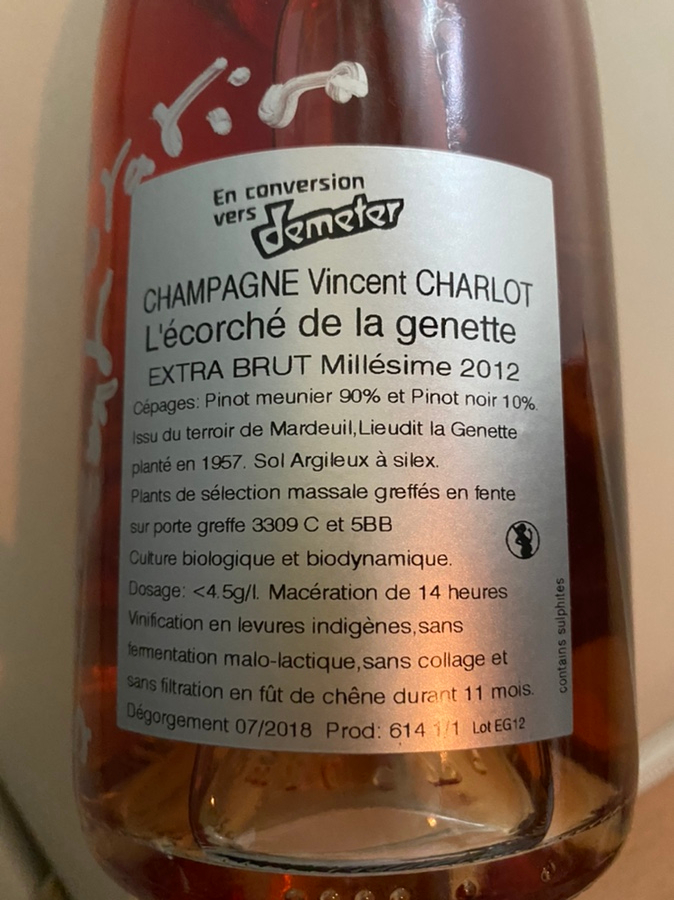 En conversion
vers demeter
CHAMPAGNE Vincent CHARLOT
L'écorché de la genette
EXTRA BRUT Millésime 2012
Cépages: Pinot meunier 90% et Pinot noir 10%.
Issu du terroir de Mardeuil,Lieudit la Genette
planté en 1957. Sol Argileux à silex.
Plants de sélection massale greffés en fente
sur porte greffe 3309 C et 5BB
Culture biologique et biodynamique.
Dosage: <4.5g/l. Macération de 14 heures
Vinification en levures indigènes,sans
fermentation malo-lactique,sans collage et
sans filtration en fût de chêne durant 11 mois.
Dégorgement 07/2018 Prod: 614 1/1 Lot EG12
contains sulphites